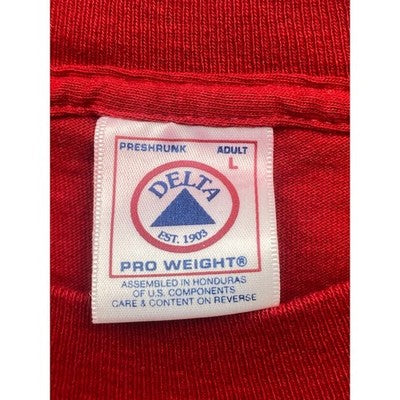 PRESHRUNK ADULT
L
DELTA
EST. 1903
PRO WEIGHT®
ASSEMBLED IN HONDURAS
OF U.S. COMPONENTS
CARE & CONTENT ON REVERSE